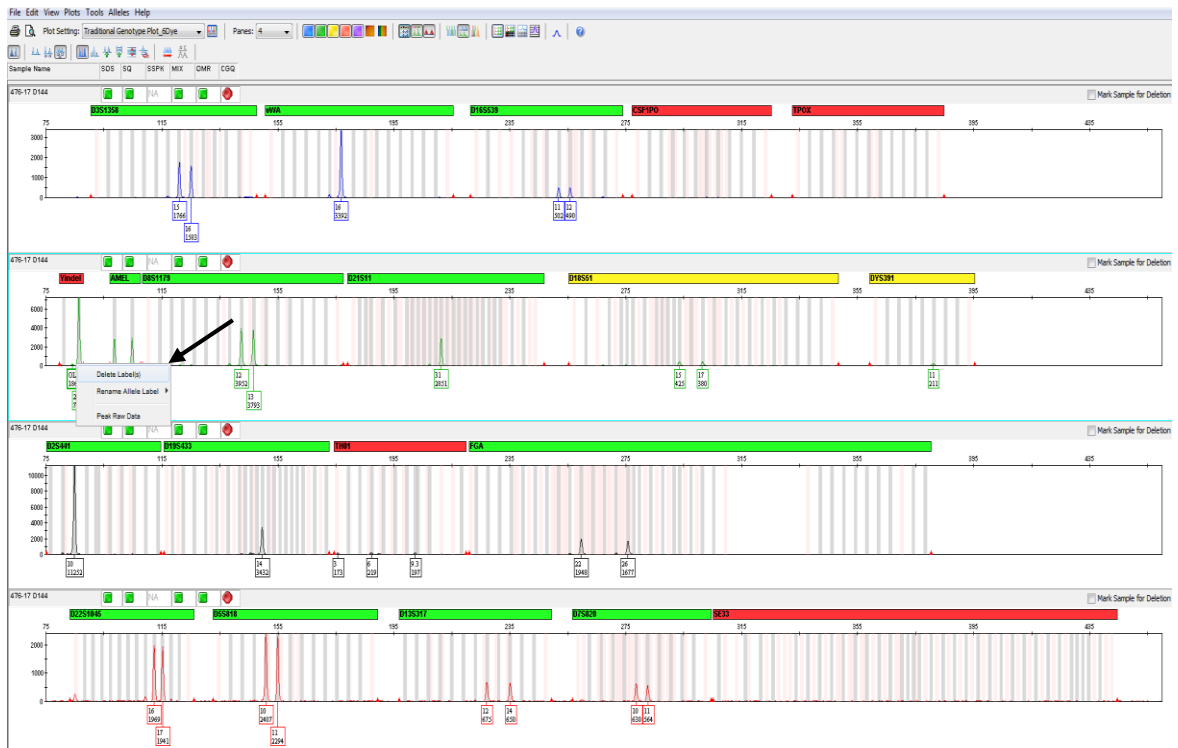 File Edit View Plots Tools Alleles Help
Plot Setting: Traditional Genotype Plot_6Dye Panes: 4
Sample Name SDS SQ SSPK MIX OMR CGQ
476-17 D144 NA Mark Sample for Deletion
D3S1358 vWA D16S539 CSF1PO TPOX
75 115 155 195 235 275 315 355 395 435
3000
2000
1000
0
15 16 11 12
1766 3392 502 490
16
1583
476-17 D144 NA Mark Sample for Deletion
Yindel AMEL D8S1179 D21S11 D18S51 DYS391
75 115 155 195 235 275 315 355 395 435
6000
4000
2000
0
Delete Label(s)
Rename Allele Label
Peak Raw Data
OL 12 31 15 17 11
3952 2851 425 380 211
2 13
7 3793
476-17 D144 NA Mark Sample for Deletion
D2S441 D19S433 TH01 FGA
75 115 155 195 235 275 315 355 395 435
10000
8000
6000
4000
2000
0
10 14 3 6 9.3 22 26
11252 3432 173 219 197 1948 1677
476-17 D144 NA Mark Sample for Deletion
D22S1045 D5S818 D13S317 D7S820 SE33
75 115 155 195 235 275 315 355 395 435
2000
1000
0
16 10 12 14 10 11
1969 2487 675 658 638 564
17 11
1941 2294